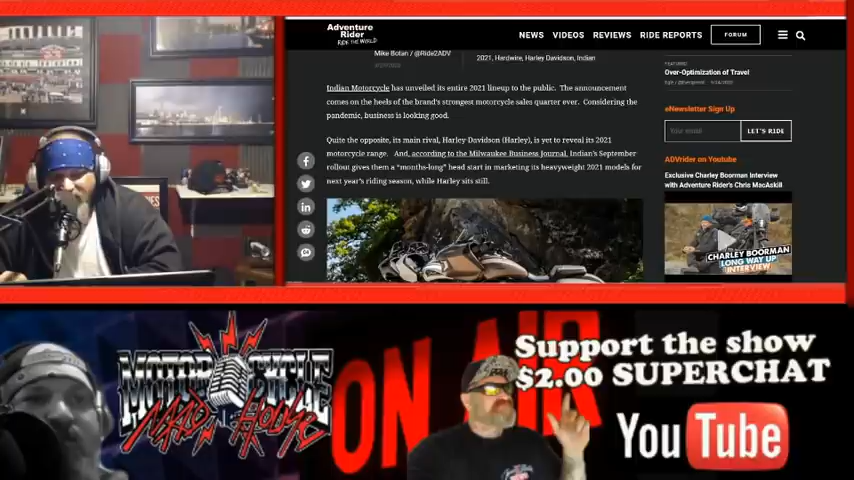 Adventure
Rider
RIDE THE WORLD
NEWS VIDEOS REVIEWS RIDE REPORTS FORUM
Mike Botan / @Ride2ADV
2021, Hardwire, Harley Davidson, Indian
Indian Motorcycle has unveiled its entire 2021 lineup to the public. The announcement
comes on the heels of the brand's strongest motorcycle sales quarter ever. Considering the
pandemic, business is looking good.
Quite the opposite, its main rival, Harley-Davidson (Harley), is yet to reveal its 2021
motorcycle range. And, according to the Milwaukee Business Journal, Indian's September
rollout gives them a "months-long" head start in marketing its heavyweight 2021 models for
next year's riding season, while Harley sits still.
FEATURED
Over-Optimization of Travel
eNewsletter Sign Up
Your email
LET'S RIDE
ADVrider on Youtube
Exclusive Charley Boorman Interview
with Adventure Rider's Chris MacAskill
CHARLEY BOORMAN
LONG WAY UP
INTERVIEW
MOTORCYCLE
MAD HOUSE
ON AIR
Support the show
$2.00 SUPERCHAT
YouTube